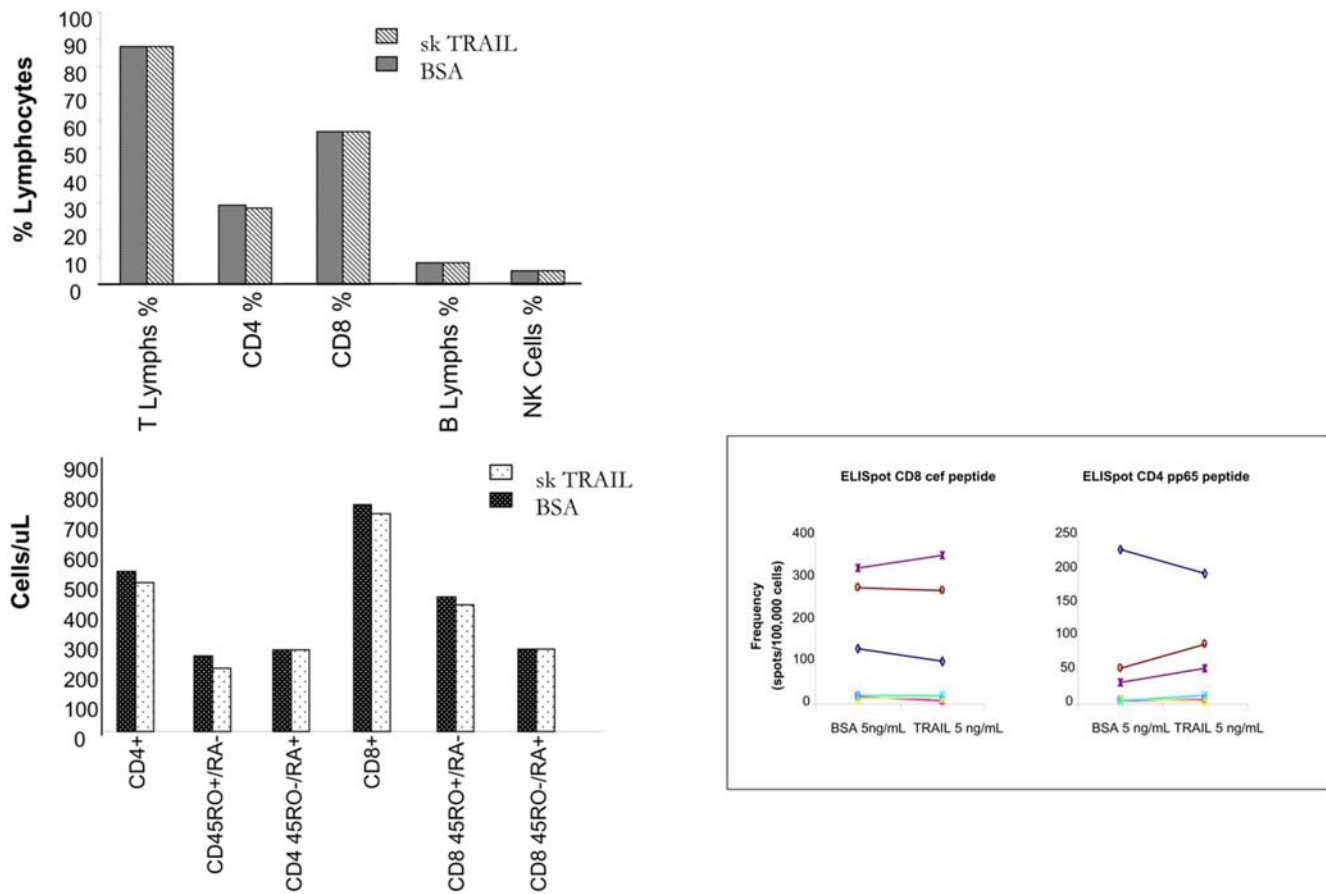 % Lymphocytes
100
90
80
70
60
50
40
30
20
10
0
sk TRAIL
BSA
T Lymphs %
CD4 %
CD8 %
B Lymphs %
NK Cells %
Cells/uL
900
800
700
600
500
400
300
200
100
0
sk TRAIL
BSA
CD4+
CD45RO+/RA-
CD4 45RO-/RA+
CD8+
CD8 45RO+/RA-
CD8 45RO-/RA+
ELISpot CD8 cef peptide
Frequency
(spots/100,000 cells)
400
300
200
100
0
BSA 5ng/mL TRAIL 5 ng/mL
ELISpot CD4 pp65 peptide
250
200
150
100
50
0
BSA 5 ng/mL TRAIL 5 ng/mL